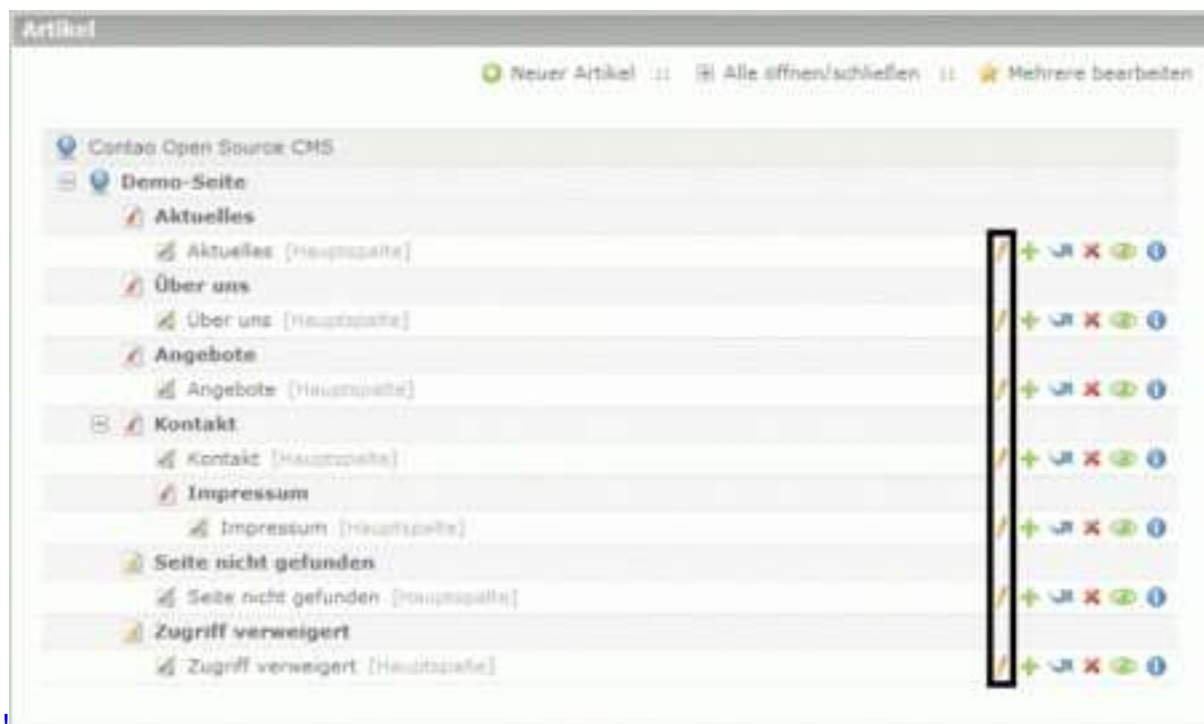 Artikel
Neuer Artikel :: Alle öffnen/schließen :: Mehrere bearbeiten
Contao Open Source CMS
Demo-Seite
Aktuelles
Aktuelles [Hauptspalte]
Über uns
Über uns [Hauptspalte]
Angebote
Angebote [Hauptspalte]
Kontakt
Kontakt [Hauptspalte]
Impressum
Impressum [Hauptspalte]
Seite nicht gefunden
Seite nicht gefunden [Hauptspalte]
Zugriff verweigert
Zugriff verweigert [Hauptspalte]
!